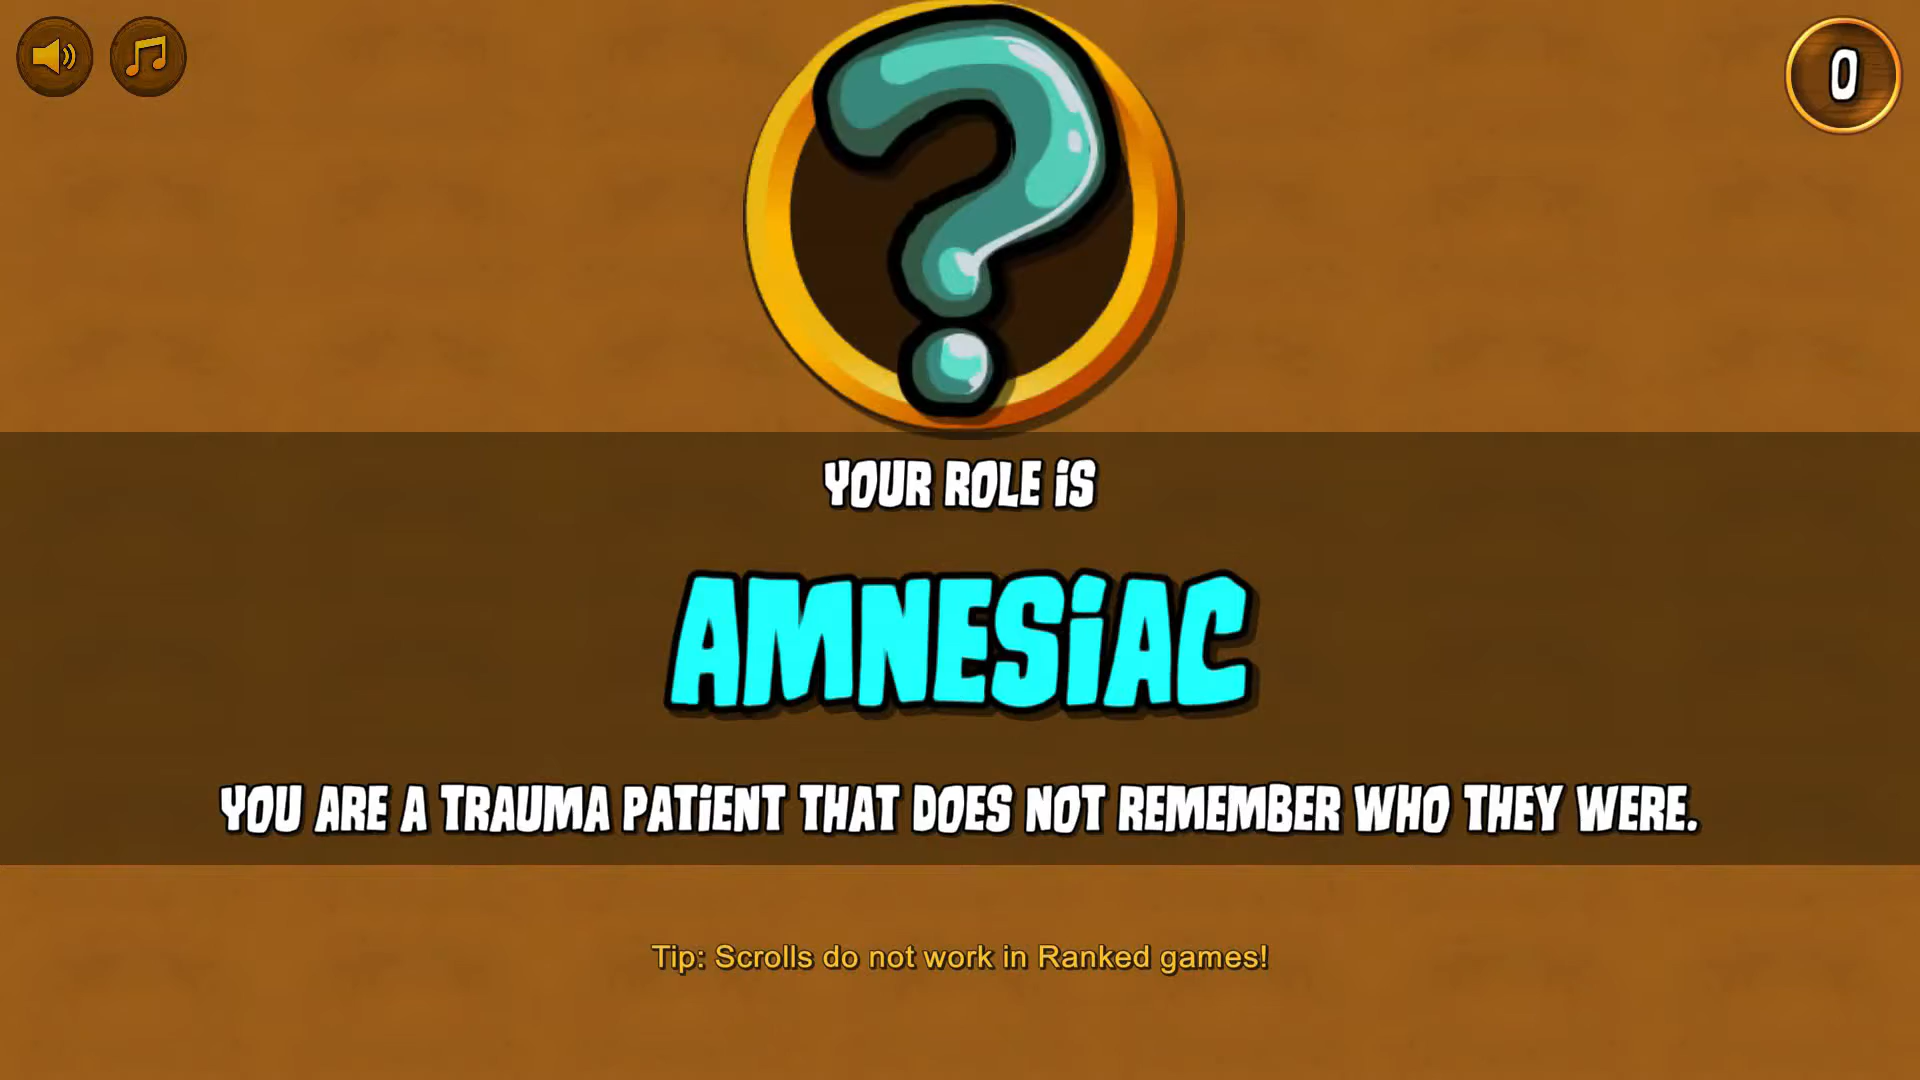 0
YOUR ROLE IS
AMNESIAC
YOU ARE A TRAUMA PATIENT THAT DOES NOT REMEMBER WHO THEY WERE.
Tip: Scrolls do not work in Ranked games!